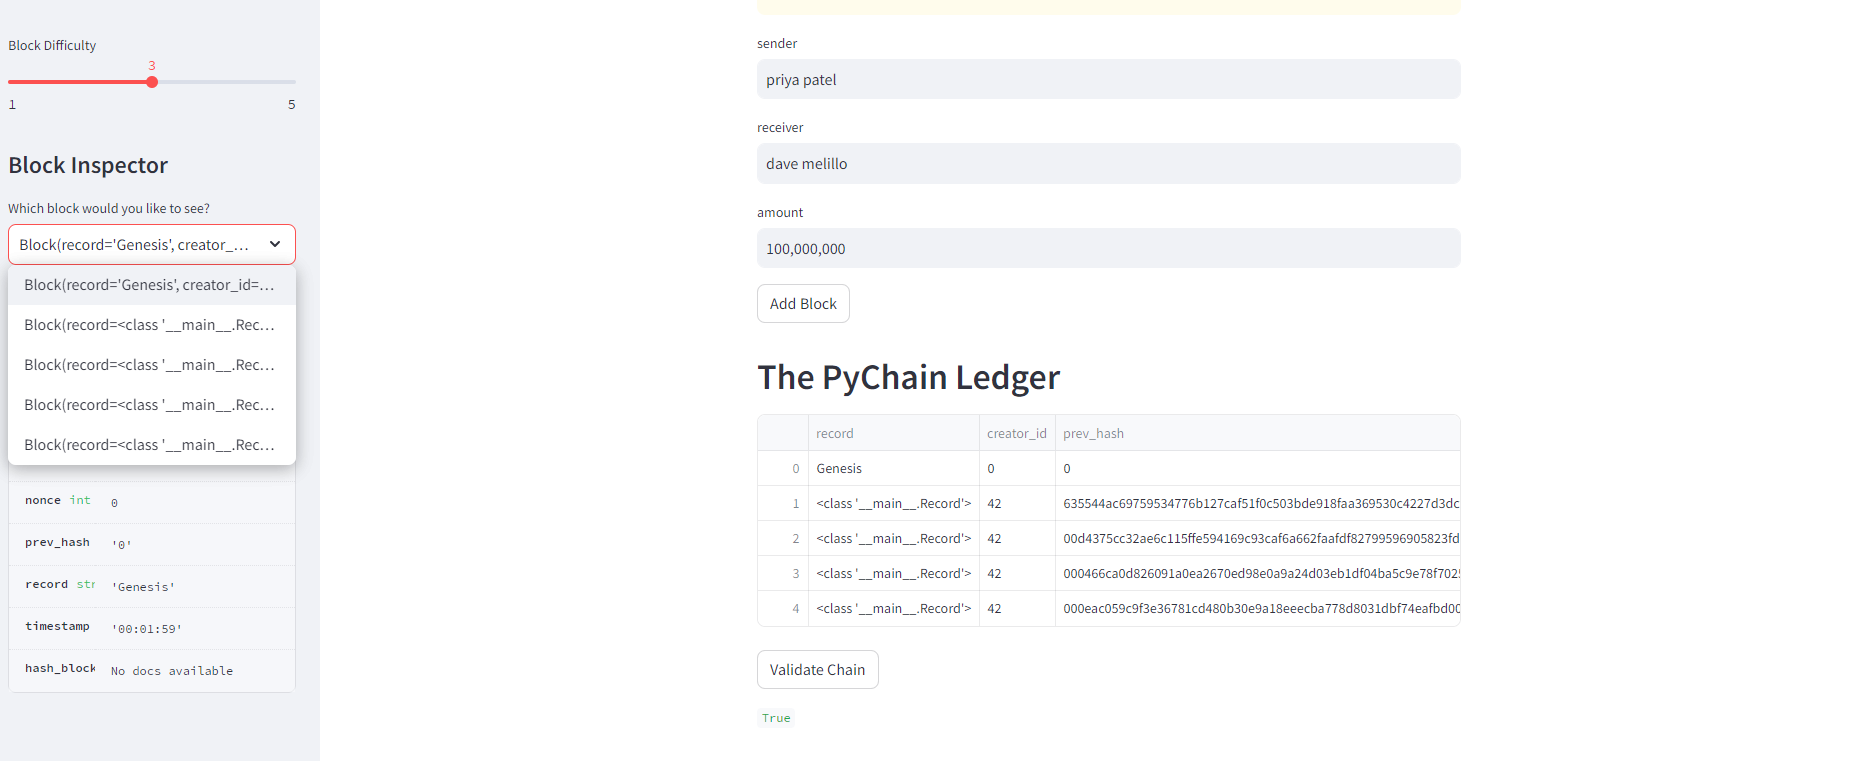 Block Difficulty
3
1 5
Block Inspector
Which block would you like to see?
Block(record='Genesis', creator_...
Block(record='Genesis', creator_id=...
Block(record=<class '__main__.Rec...
Block(record=<class '__main__.Rec...
Block(record=<class '__main__.Rec...
Block(record=<class '__main__.Rec...
nonce int 0
prev_hash '0'
record str 'Genesis'
timestamp '00:01:59'
hash_block No docs available
sender
priya patel
receiver
dave melillo
amount
100,000,000
Add Block
The PyChain Ledger
record creator_id prev_hash
0 Genesis 0 0
1 <class '__main__.Record'> 42 635544ac69759534776b127caf51f0c503bde918faa369530c4227d3dc
2 <class '__main__.Record'> 42 00d4375cc32ae6c115ffe594169c93caf6a662faafdf82799596905823fd
3 <class '__main__.Record'> 42 000466ca0d826091a0ea2670ed98e0a9a24d03eb1df04ba5c9e78f7025
4 <class '__main__.Record'> 42 000eac059c9f3e36781cd480b30e9a18eeecba778d8031dbf74eafbd00
Validate Chain
True